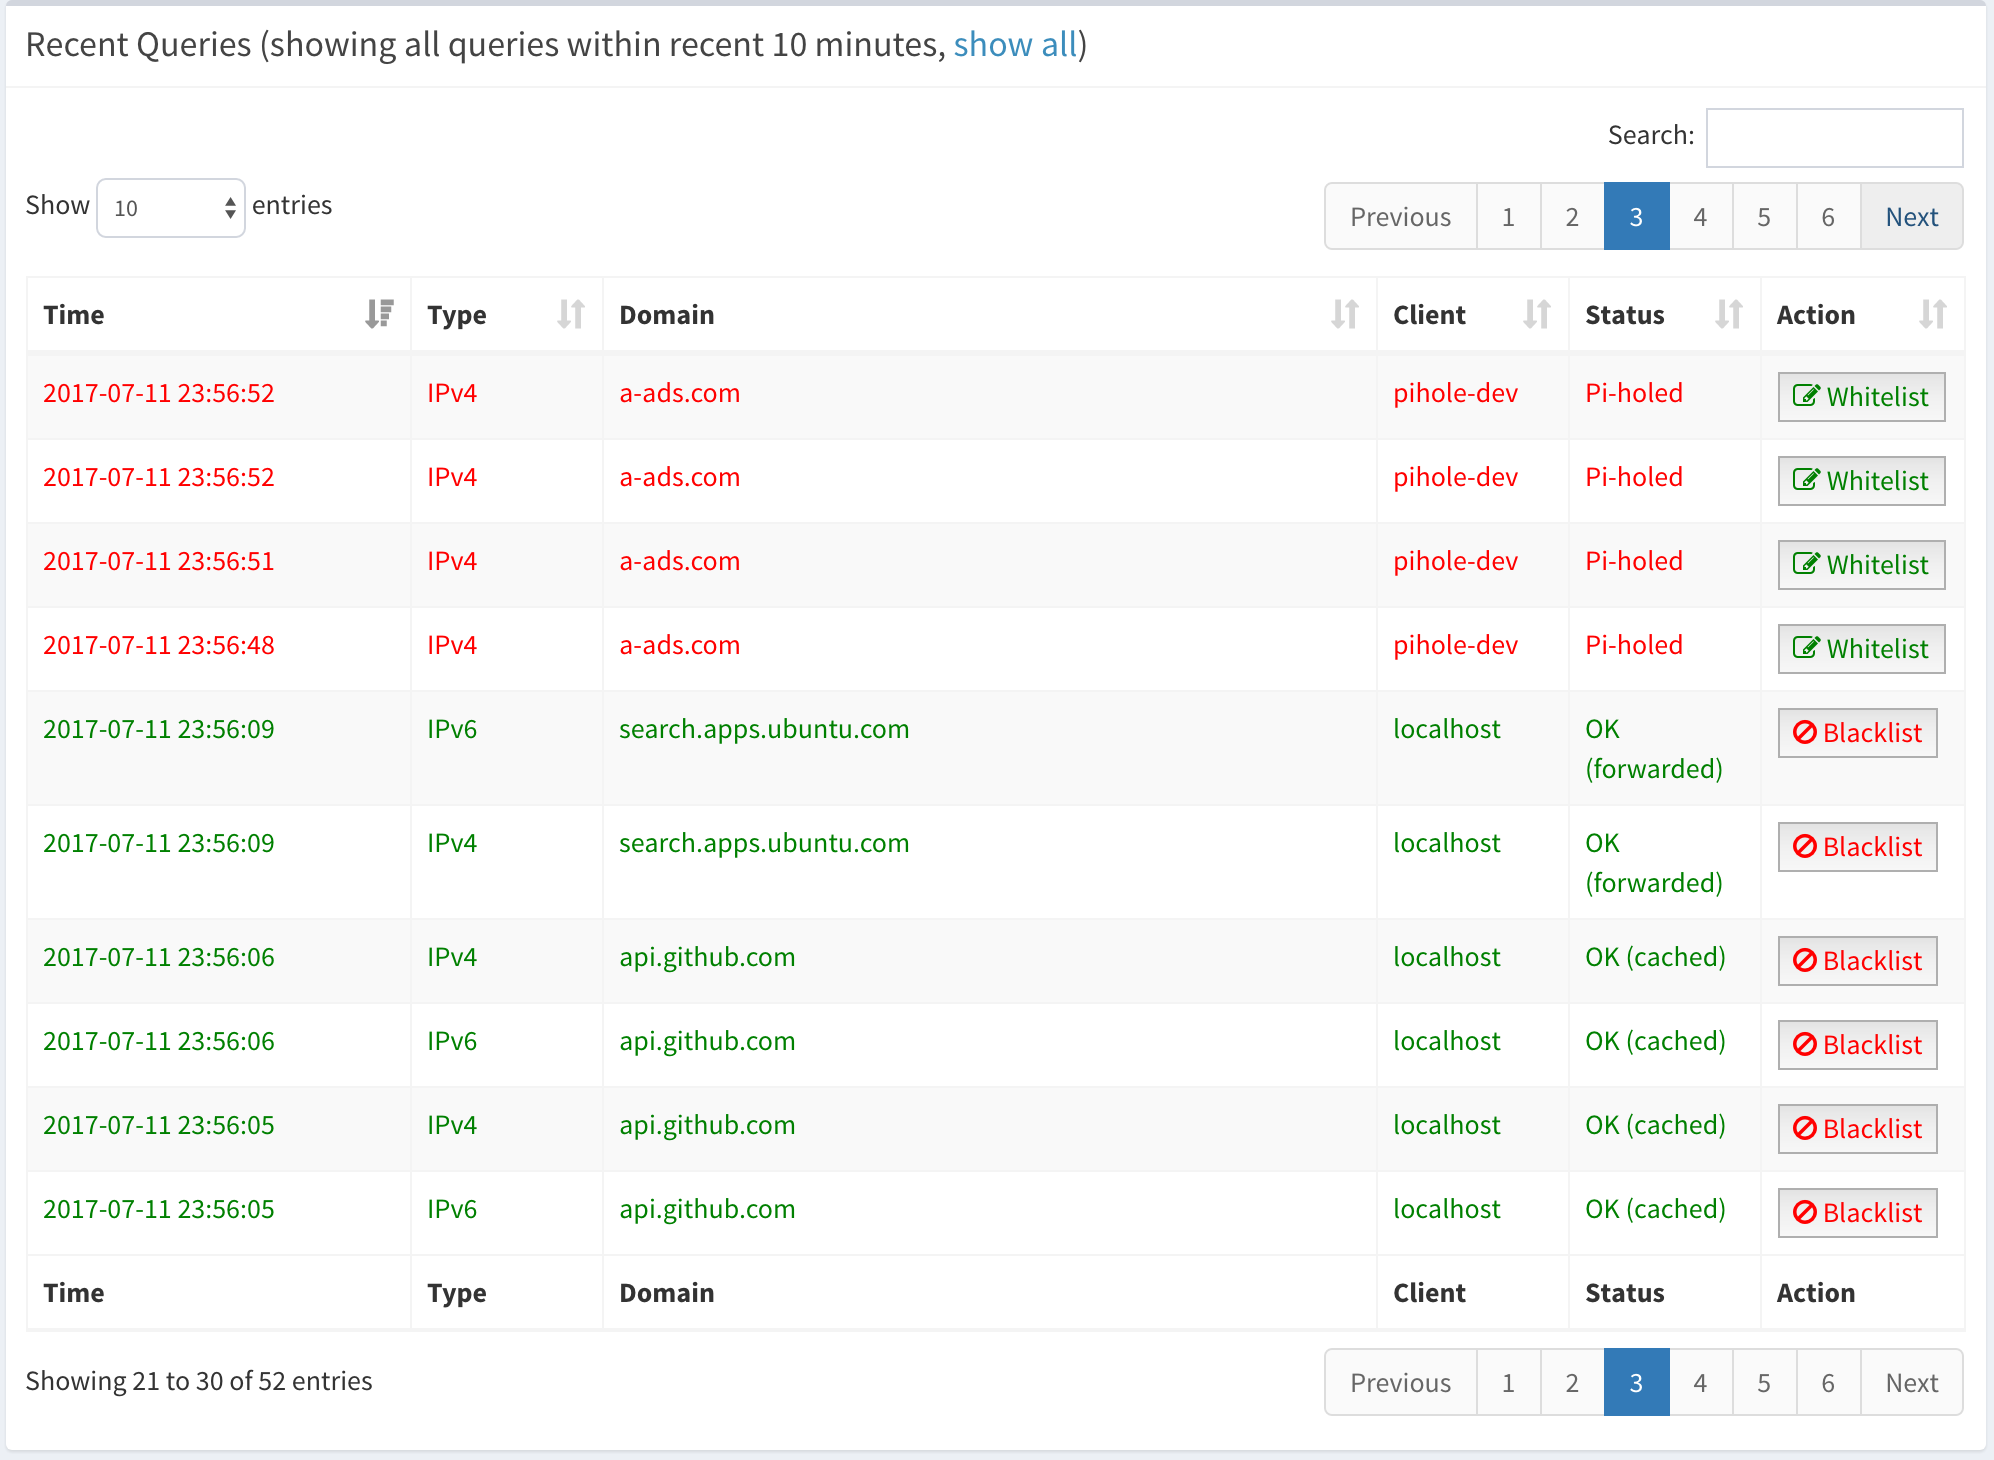 Recent Queries (showing all queries within recent 10 minutes, show all)
Search:
Show 10 entries
Previous 1 2 3 4 5 6 Next
Time Type Domain Client Status Action
2017-07-11 23:56:52 IPv4 a-ads.com pihole-dev Pi-holed Whitelist
2017-07-11 23:56:52 IPv4 a-ads.com pihole-dev Pi-holed Whitelist
2017-07-11 23:56:51 IPv4 a-ads.com pihole-dev Pi-holed Whitelist
2017-07-11 23:56:48 IPv4 a-ads.com pihole-dev Pi-holed Whitelist
2017-07-11 23:56:09 IPv6 search.apps.ubuntu.com localhost OK Blacklist
(forwarded)
2017-07-11 23:56:09 IPv4 search.apps.ubuntu.com localhost OK Blacklist
(forwarded)
2017-07-11 23:56:06 IPv4 api.github.com localhost OK (cached) Blacklist
2017-07-11 23:56:06 IPv6 api.github.com localhost OK (cached) Blacklist
2017-07-11 23:56:05 IPv4 api.github.com localhost OK (cached) Blacklist
2017-07-11 23:56:05 IPv6 api.github.com localhost OK (cached) Blacklist
Time Type Domain Client Status Action
Showing 21 to 30 of 52 entries
Previous 1 2 3 4 5 6 Next